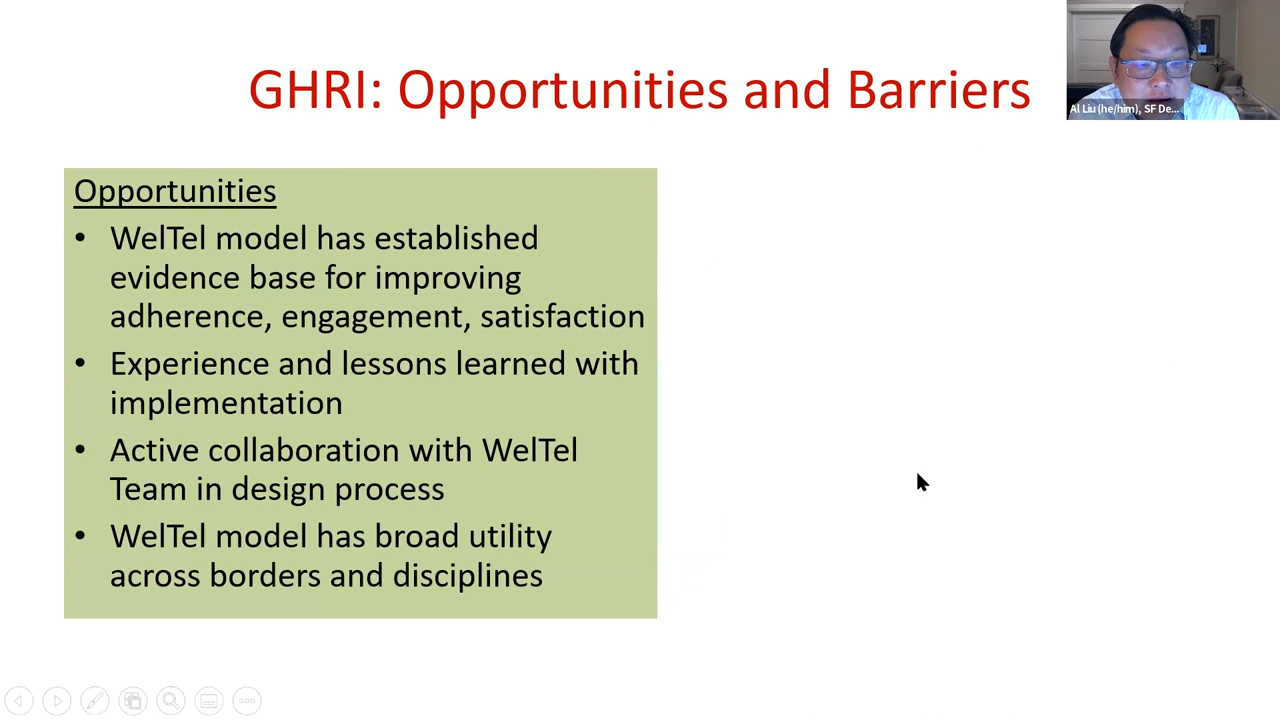 GHRI: Opportunities and Barriers
Al Liu (he/him), SF De...
Opportunities
• WelTel model has established
evidence base for improving
adherence, engagement, satisfaction
• Experience and lessons learned with
implementation
• Active collaboration with WelTel
Team in design process
• WelTel model has broad utility
across borders and disciplines